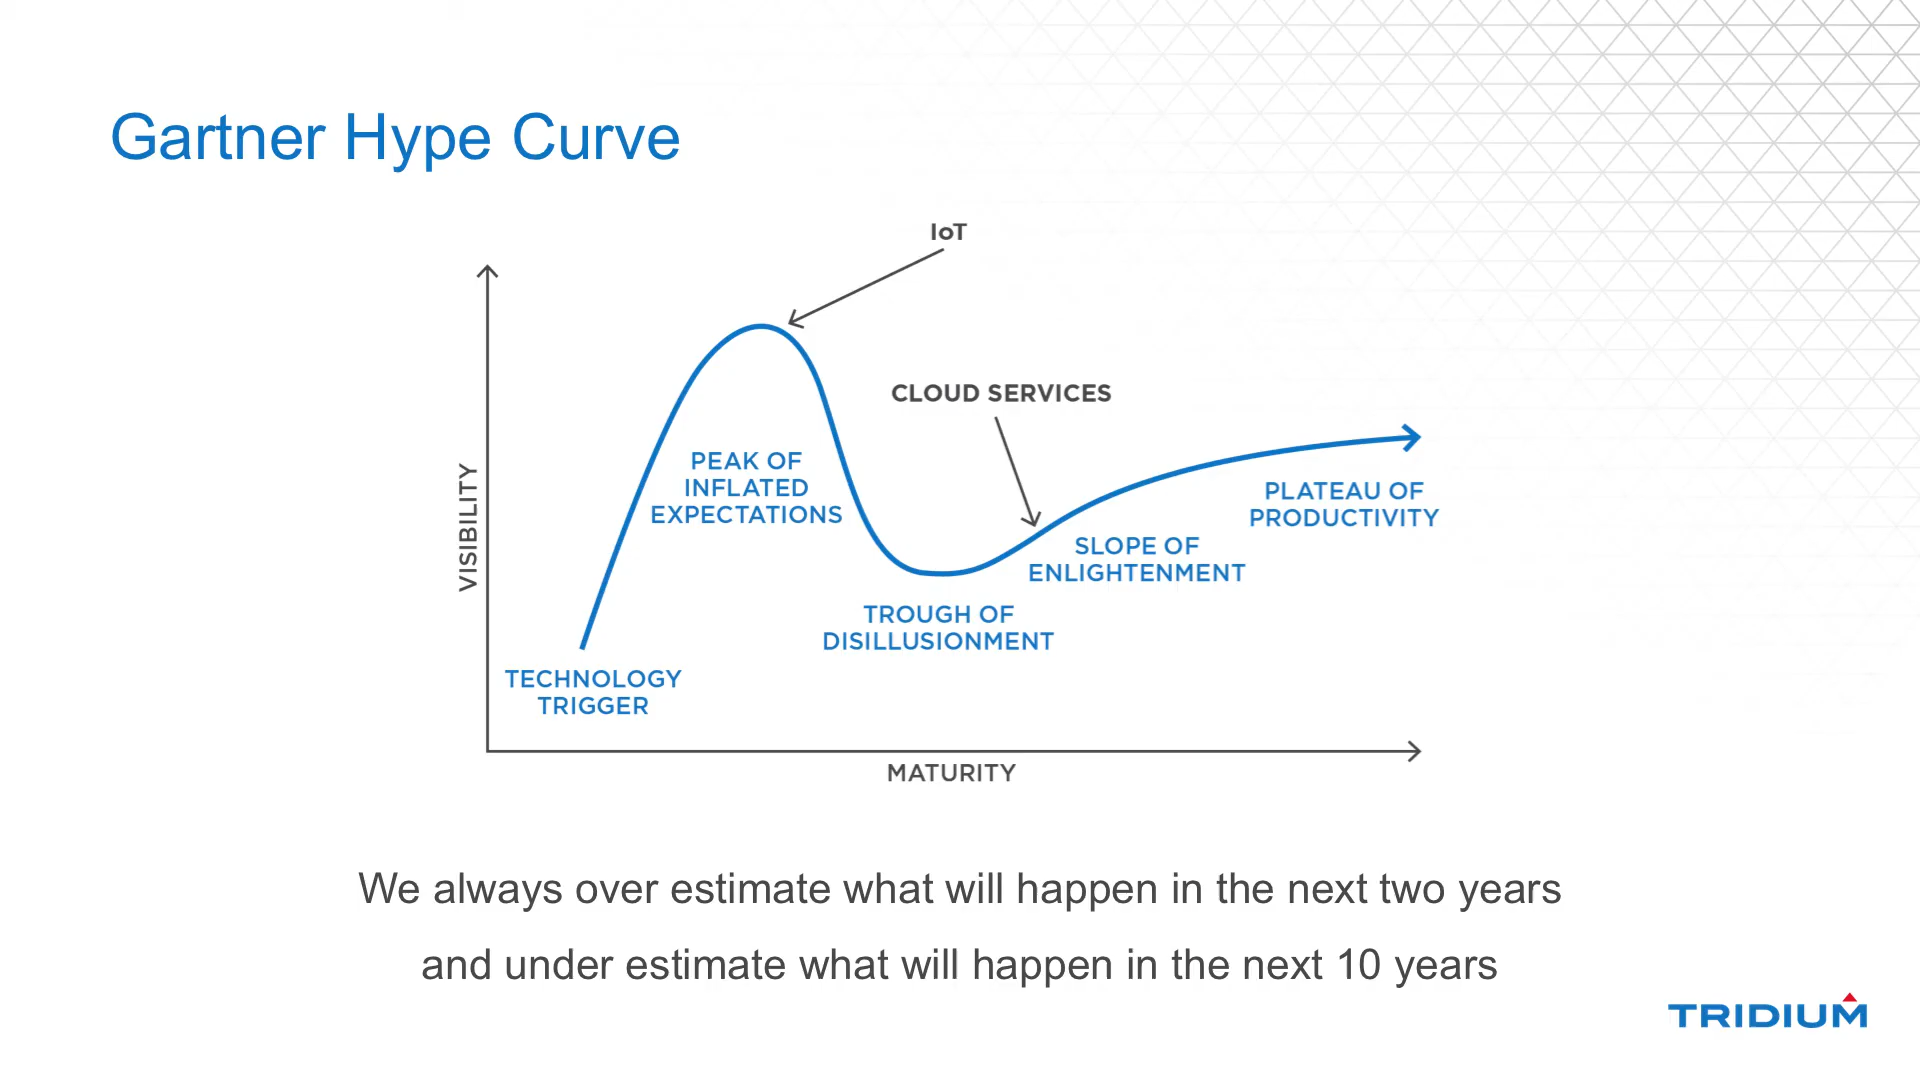 Gartner Hype Curve
IoT
CLOUD SERVICES
PEAK OF
INFLATED
EXPECTATIONS
PLATEAU OF
PRODUCTIVITY
SLOPE OF
ENLIGHTENMENT
TROUGH OF
DISILLUSIONMENT
TECHNOLOGY
TRIGGER
VISIBILITY
MATURITY
We always over estimate what will happen in the next two years
and under estimate what will happen in the next 10 years
TRIDIUM